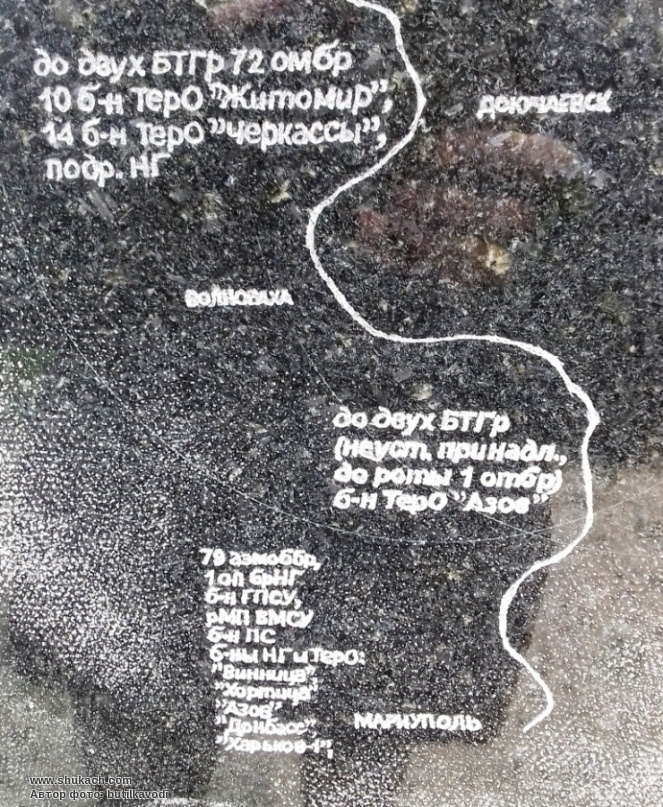 до двух БТГр 72 омбр
10 б-н ТерО "Житомир",
14 б-н ТерО "черкассы",
подр. НГ
ДОКУЧАЕВСК
ВОЛНОВАХА
до двух БТГр
(неуст. принадл.,
до роты 1 отбр)
б-н ТерО "Азов"
79 аэмоббр,
1 оп брНГ
б-н ГПСУ,
рМП ВМСУ
б-н ПС
б-ны НГ и ТерО:
"Винница",
"Хортица"
"Азов"
"Донбасс",
"Харьков-1",
МАРИУПОЛЬ
www.shukach.com
Автор фото: butilkavodi